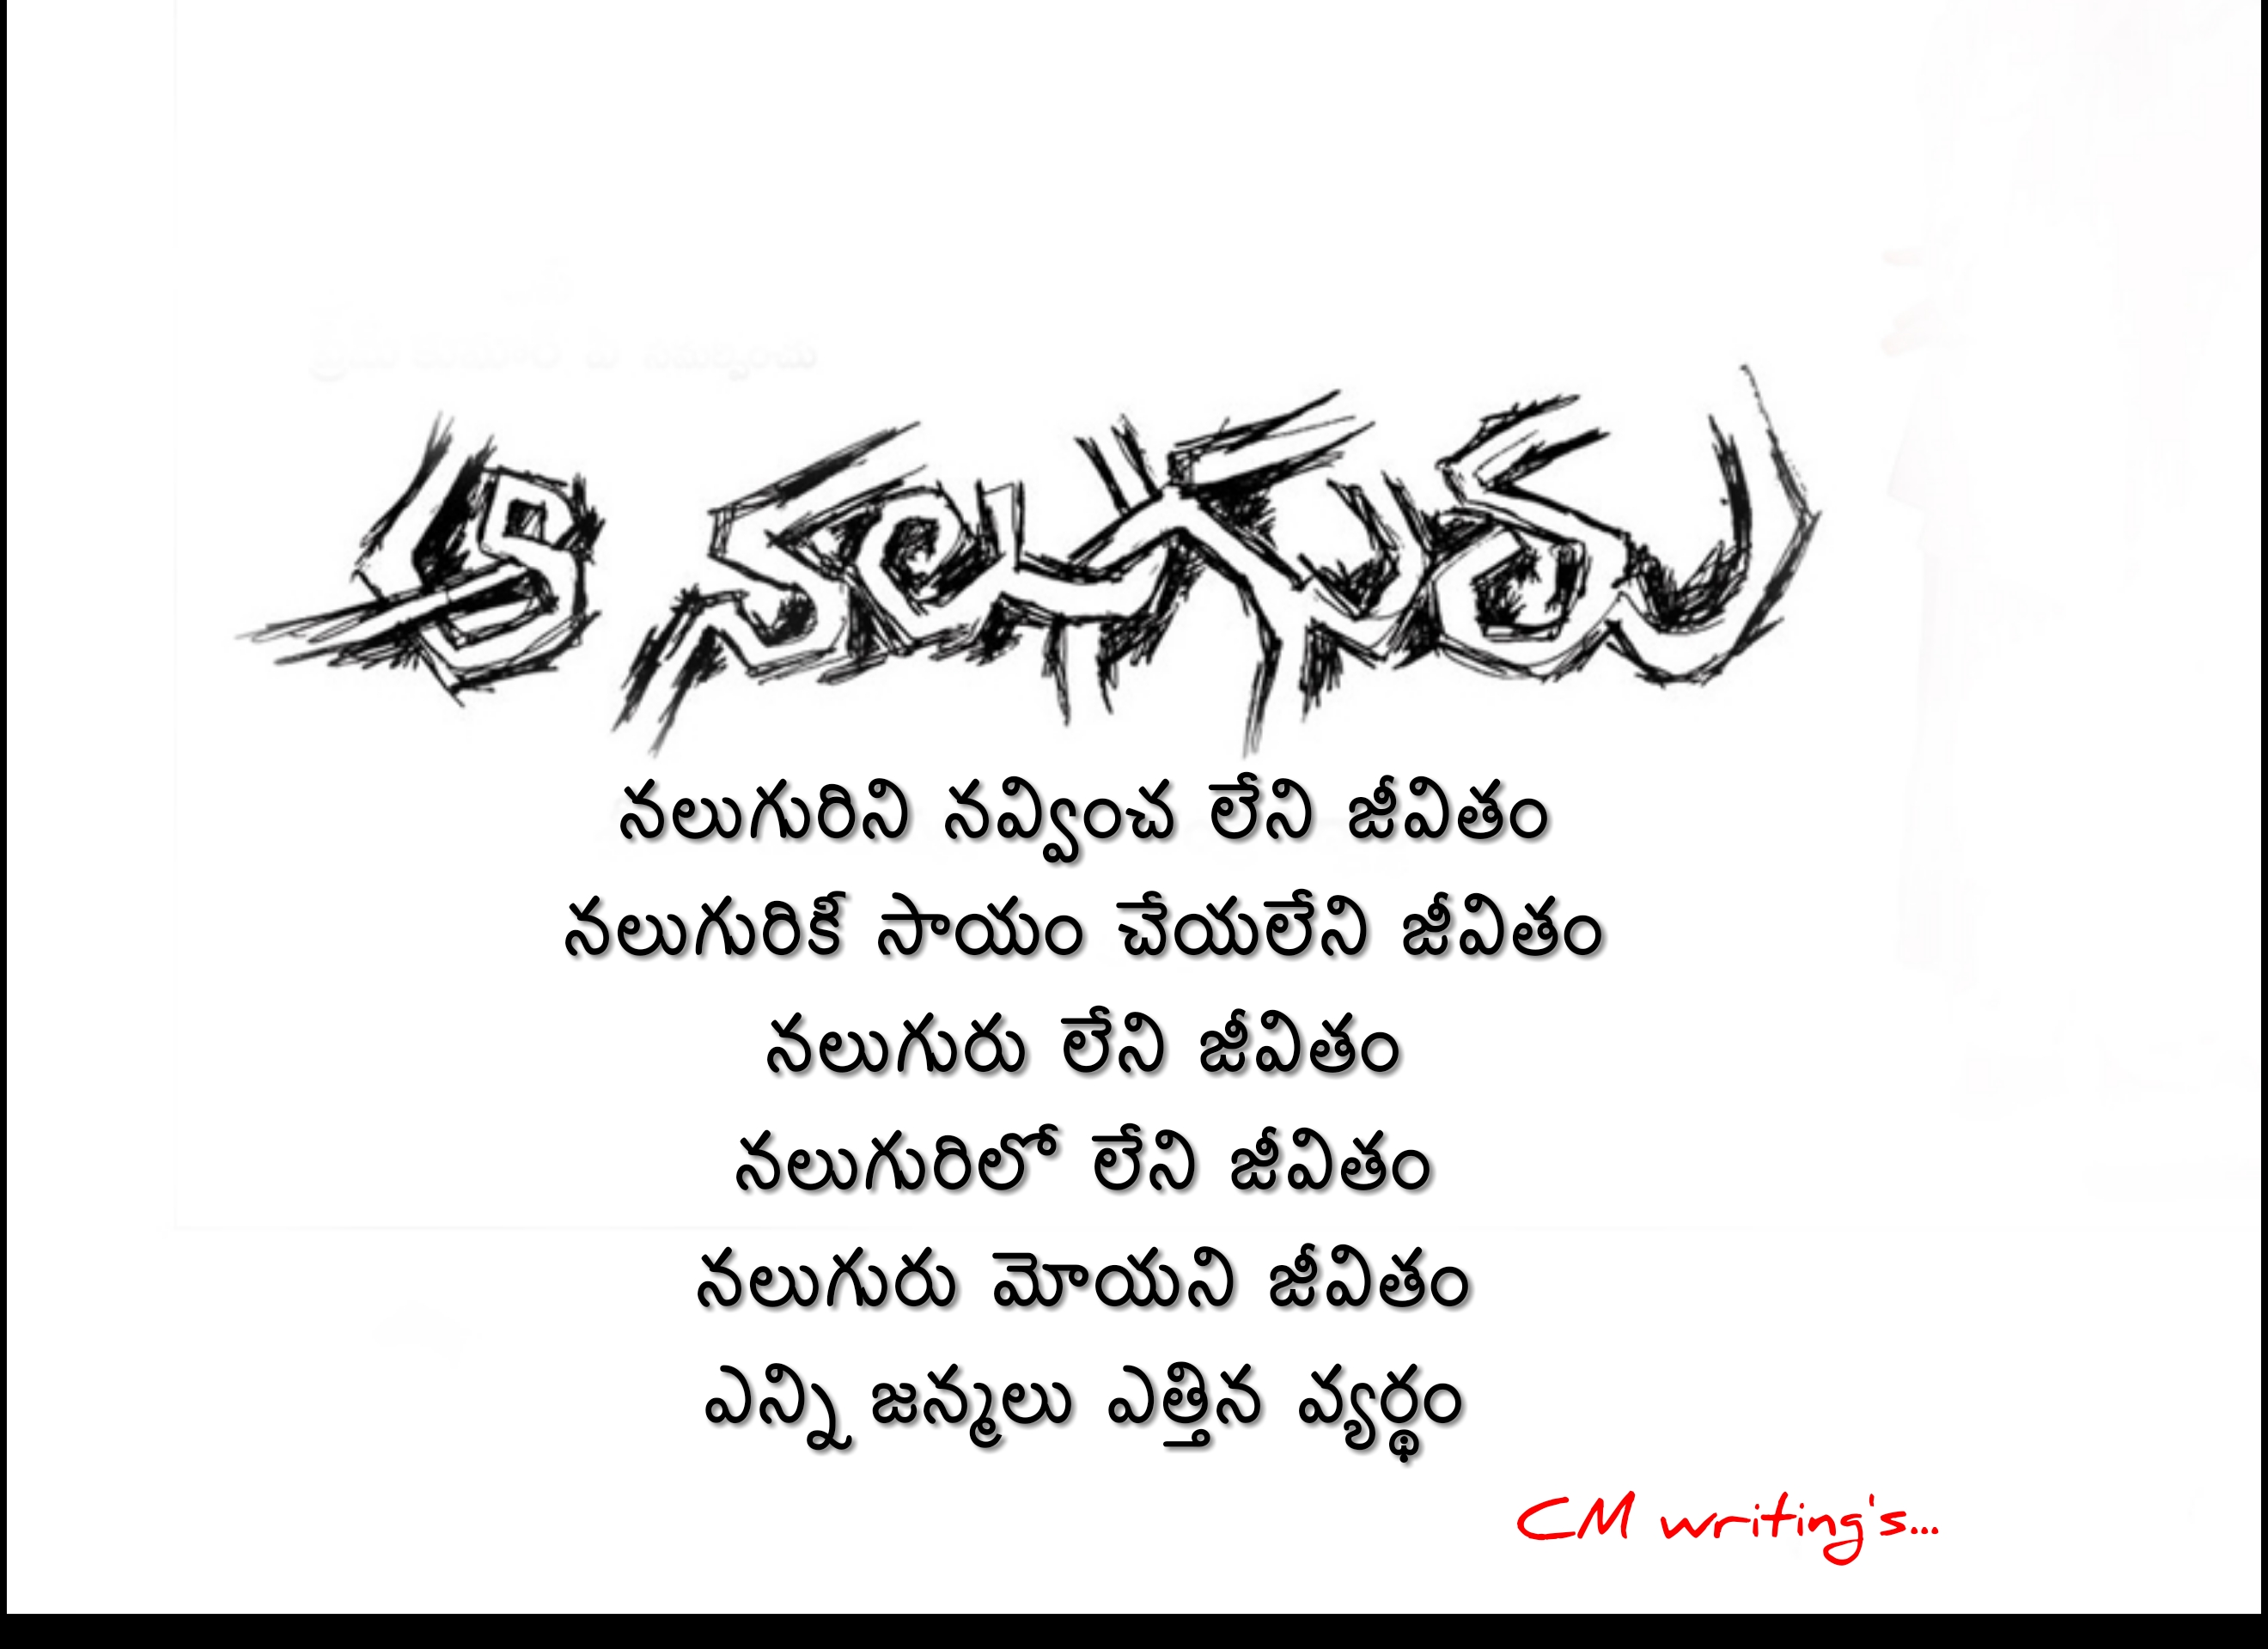 ఆ నలుగురు
నలుగురిని నవ్వించ లేని జీవితం
నలుగురికీ సాయం చేయలేని జీవితం
నలుగురు లేని జీవితం
నలుగురిలో లేని జీవితం
నలుగురు మోయని జీవితం
ఎన్ని జన్మలు ఎత్తిన వ్యర్థం
CM writing's...